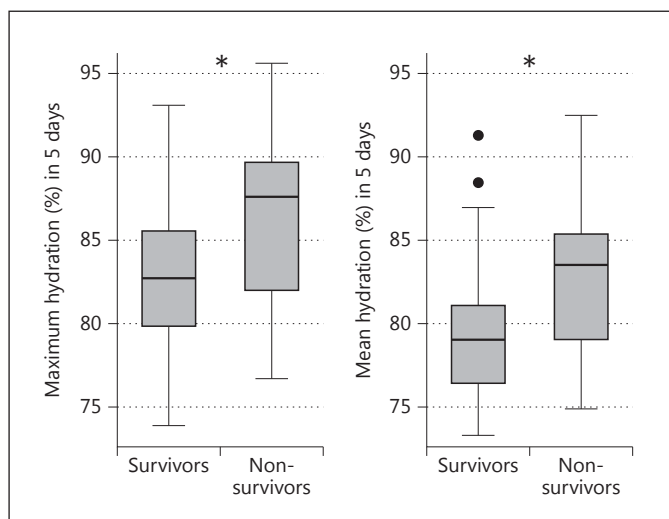 Maximum hydration (%) in 5 days
95
90
85
80
75
*
Survivors
Non-
survivors
Mean hydration (%) in 5 days
95
90
85
80
75
*
Survivors
Non-
survivors